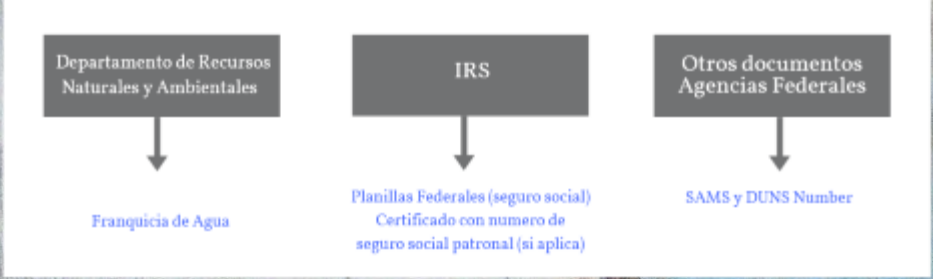 Departamento de Recursos
Naturales y Ambientales
Franquicia de Agua
IRS
Planillas Federales (seguro social)
Certificado con numero de
seguro social patronal (si aplica)
Otros documentos
Agencias Federales
SAMS y DUNS Number